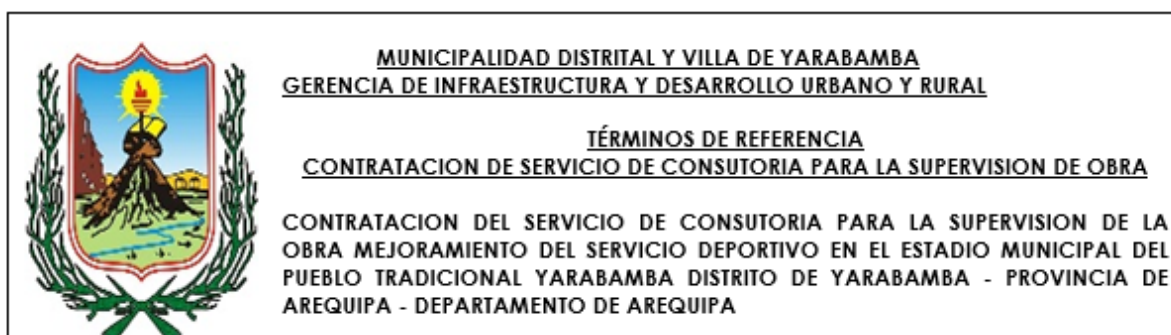 MUNICIPALIDAD DISTRITAL Y VILLA DE YARABAMBA
GERENCIA DE INFRAESTRUCTURA Y DESARROLLO URBANO Y RURAL
TÉRMINOS DE REFERENCIA
CONTRATACION DE SERVICIO DE CONSUTORIA PARA LA SUPERVISION DE OBRA
CONTRATACION DEL SERVICIO DE CONSUTORIA PARA LA SUPERVISION DE LA
OBRA MEJORAMIENTO DEL SERVICIO DEPORTIVO EN EL ESTADIO MUNICIPAL DEL
PUEBLO TRADICIONAL YARABAMBA DISTRITO DE YARABAMBA - PROVINCIA DE
AREQUIPA - DEPARTAMENTO DE AREQUIPA